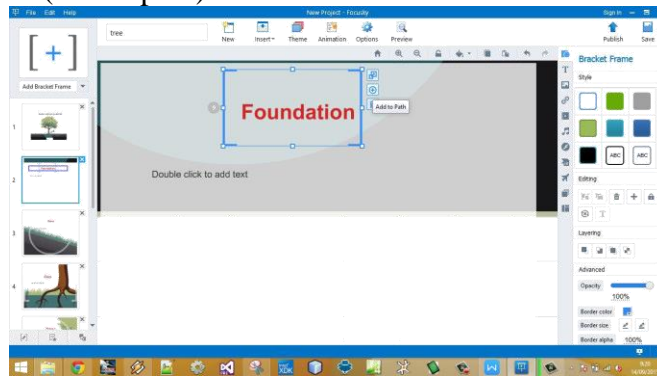 File Edit Help
New Project - Focusky
Sign In
tree
New
Insert
Theme
Animation
Options
Preview
Publish
Save
Add Bracket Frame
Bracket Frame
Style
ABC
ABC
Foundation
Add to Path
Double click to add text
1
2
3
4
Editing
T
Layering
Advanced
Opacity
100%
Border color
Border size
Border alpha 100%
XDK